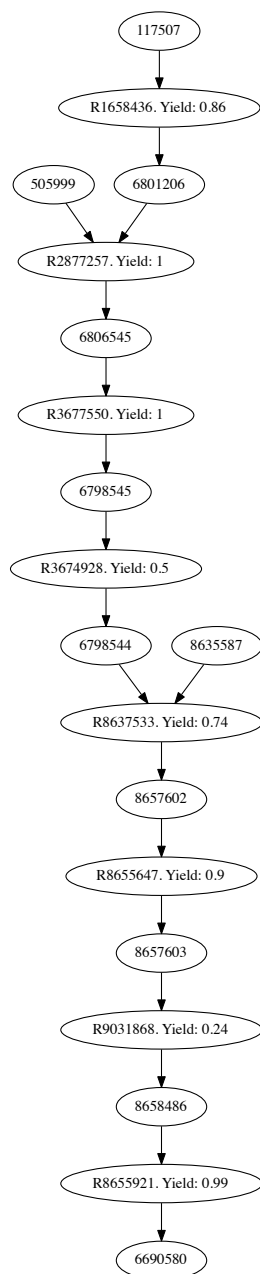 117507
R1658436. Yield: 0.86
505999
6801206
R2877257. Yield: 1
6806545
R3677550. Yield: 1
6798545
R3674928. Yield: 0.5
6798544
8635587
R8637533. Yield: 0.74
8657602
R8655647. Yield: 0.9
8657603
R9031868. Yield: 0.24
8658486
R8655921. Yield: 0.99
6690580